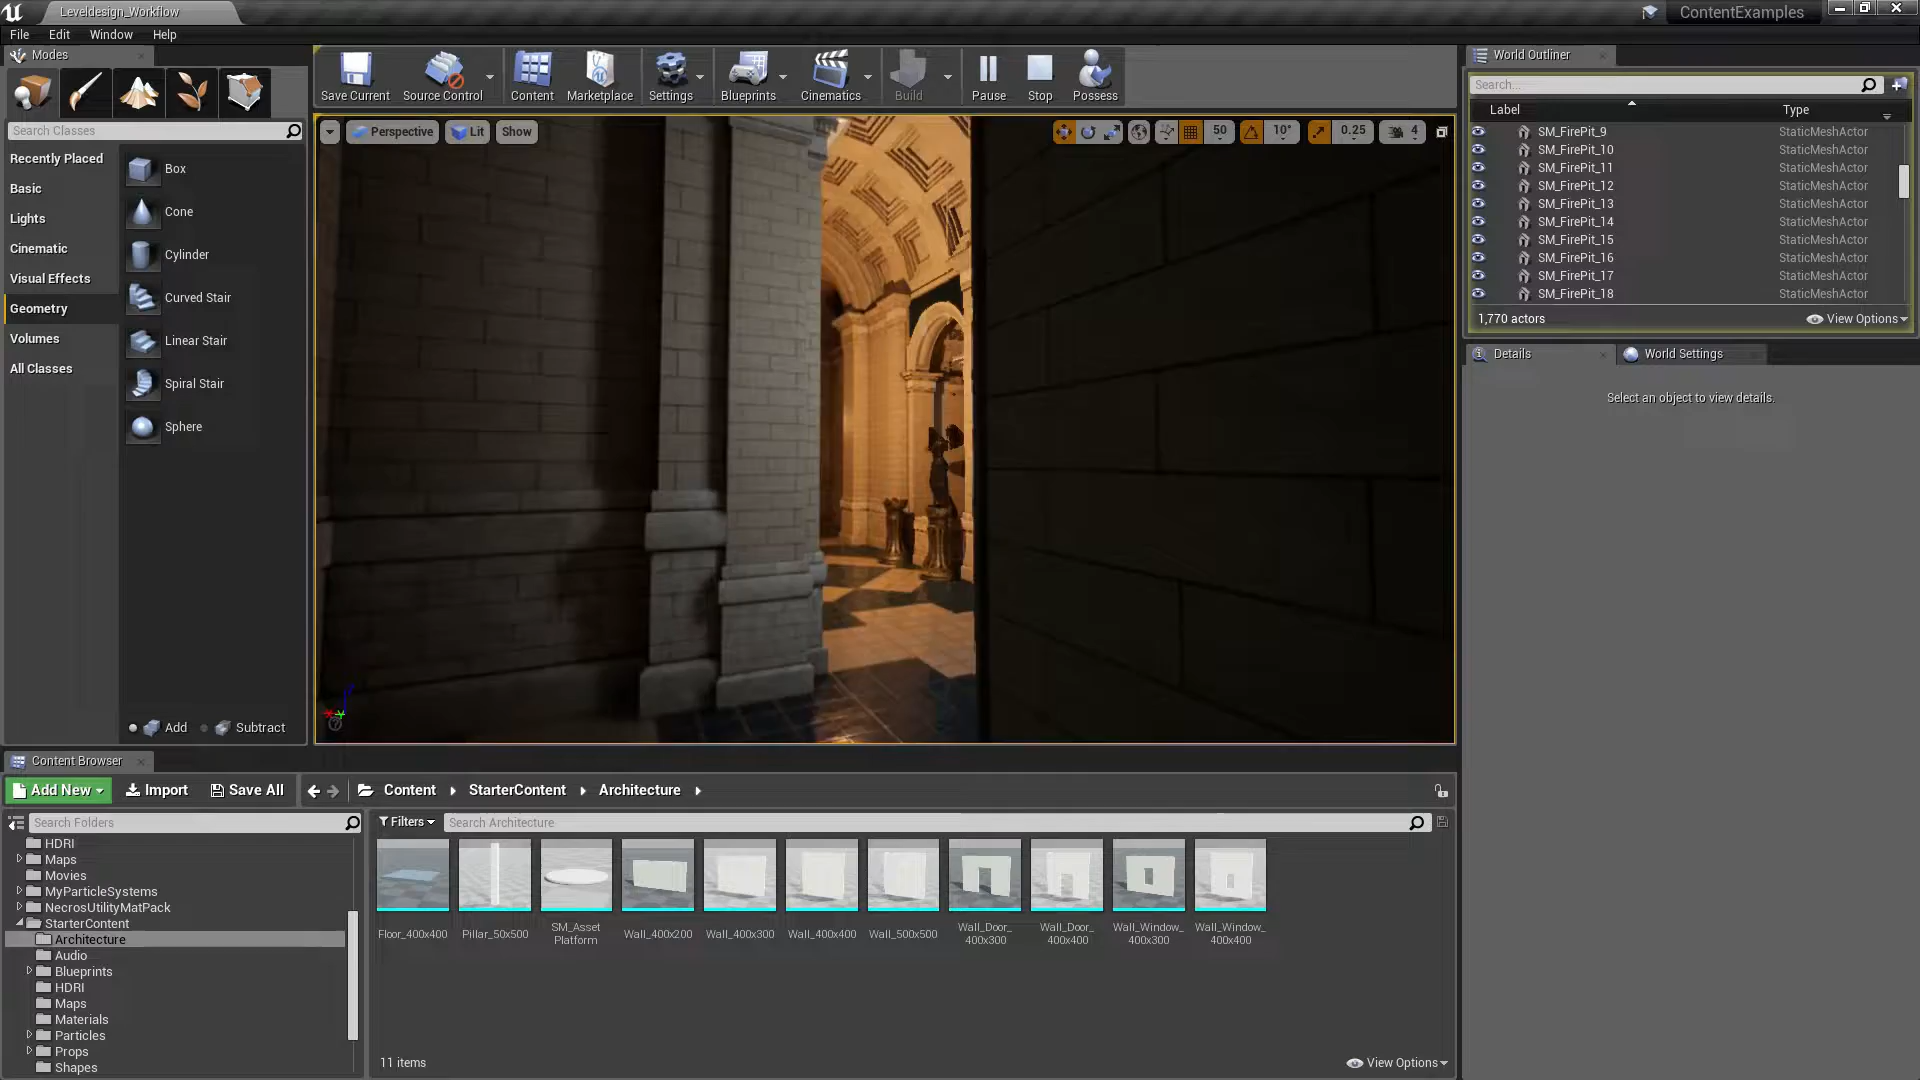 Leveldesign_Workflow
ContentExamples
File Edit Window Help
Modes
Search Classes
Recently Placed
Basic
Lights
Cinematic
Visual Effects
Geometry
Volumes
All Classes
Box
Cone
Cylinder
Curved Stair
Linear Stair
Spiral Stair
Sphere
Add Subtract
Save Current Source Control Content Marketplace Settings Blueprints Cinematics Build Pause Stop Possess
Perspective Lit Show
50 10° 0.25 4
World Outliner
Search...
Label Type
SM_FirePit_9 StaticMeshActor
SM_FirePit_10 StaticMeshActor
SM_FirePit_11 StaticMeshActor
SM_FirePit_12 StaticMeshActor
SM_FirePit_13 StaticMeshActor
SM_FirePit_14 StaticMeshActor
SM_FirePit_15 StaticMeshActor
SM_FirePit_16 StaticMeshActor
SM_FirePit_17 StaticMeshActor
SM_FirePit_18 StaticMeshActor
1,770 actors View Options
Details World Settings
Select an object to view details.
Content Browser
Add New Import Save All Content StarterContent Architecture
Search Folders
HDRI
Maps
Movies
MyParticleSystems
NecrosUtilityMatPack
StarterContent
Architecture
Audio
Blueprints
HDRI
Maps
Materials
Particles
Props
Shapes
Filters Search Architecture
Floor_400x400
Pillar_50x500
SM_Asset
Platform
Wall_400x200
Wall_400x300
Wall_400x400
Wall_500x500
Wall_Door_
400x300
Wall_Door_
400x400
Wall_Window_
400x300
Wall_Window_
400x400
11 items View Options